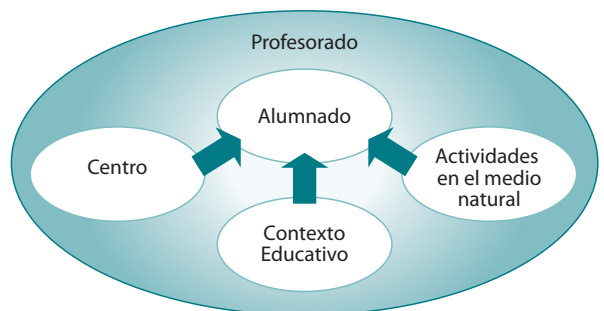 Profesorado
Alumnado
Centro
Actividades
en el medio
natural
Contexto
Educativo